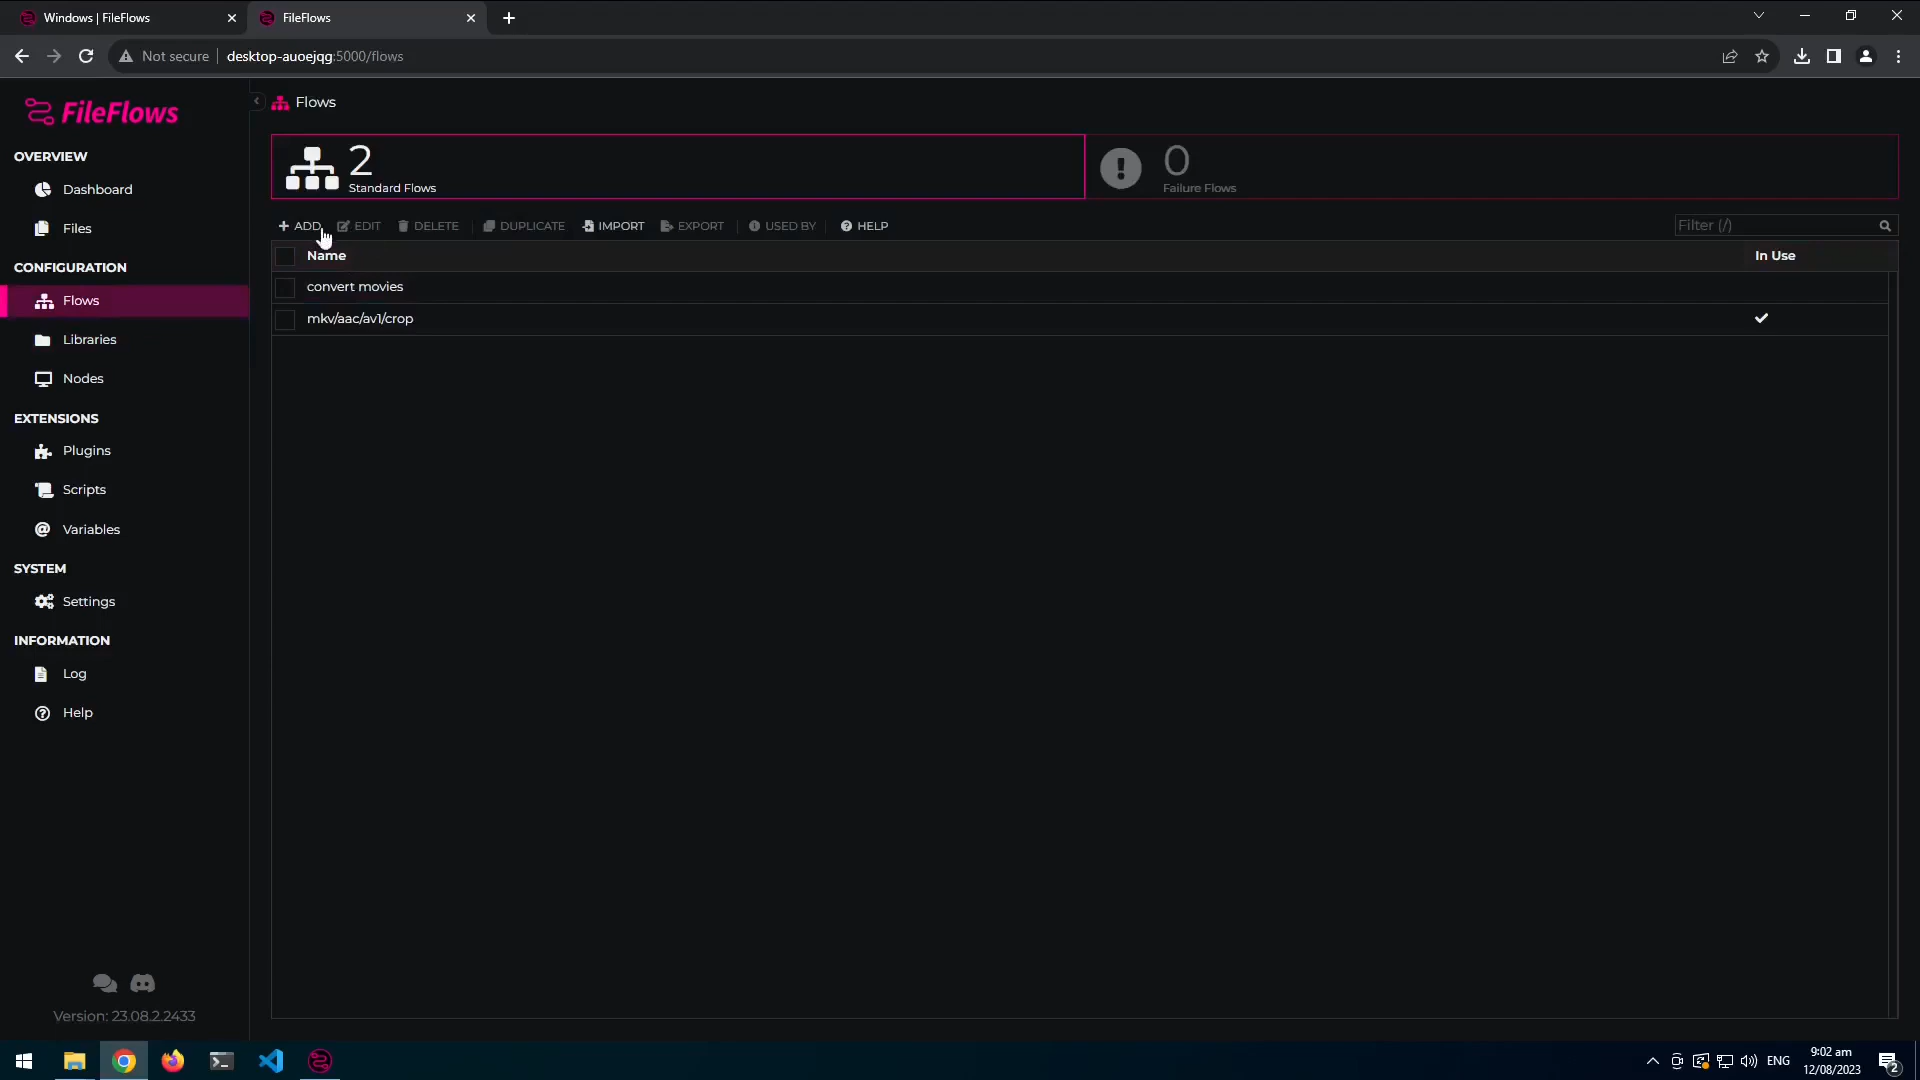 Windows | FileFlows
FileFlows
Not secure
desktop-auoejqg:5000/flows
FileFlows
OVERVIEW
Dashboard
Files
CONFIGURATION
Flows
Libraries
Nodes
EXTENSIONS
Plugins
Scripts
Variables
SYSTEM
Settings
INFORMATION
Log
Help
Version: 23.08.2.2433
Flows
2
Standard Flows
0
Failure Flows
ADD EDIT DELETE DUPLICATE IMPORT EXPORT USED BY HELP
Filter (/)
Name In Use
convert movies
mkv/aac/av1/crop
ENG
9:02 am
12/08/2023
2